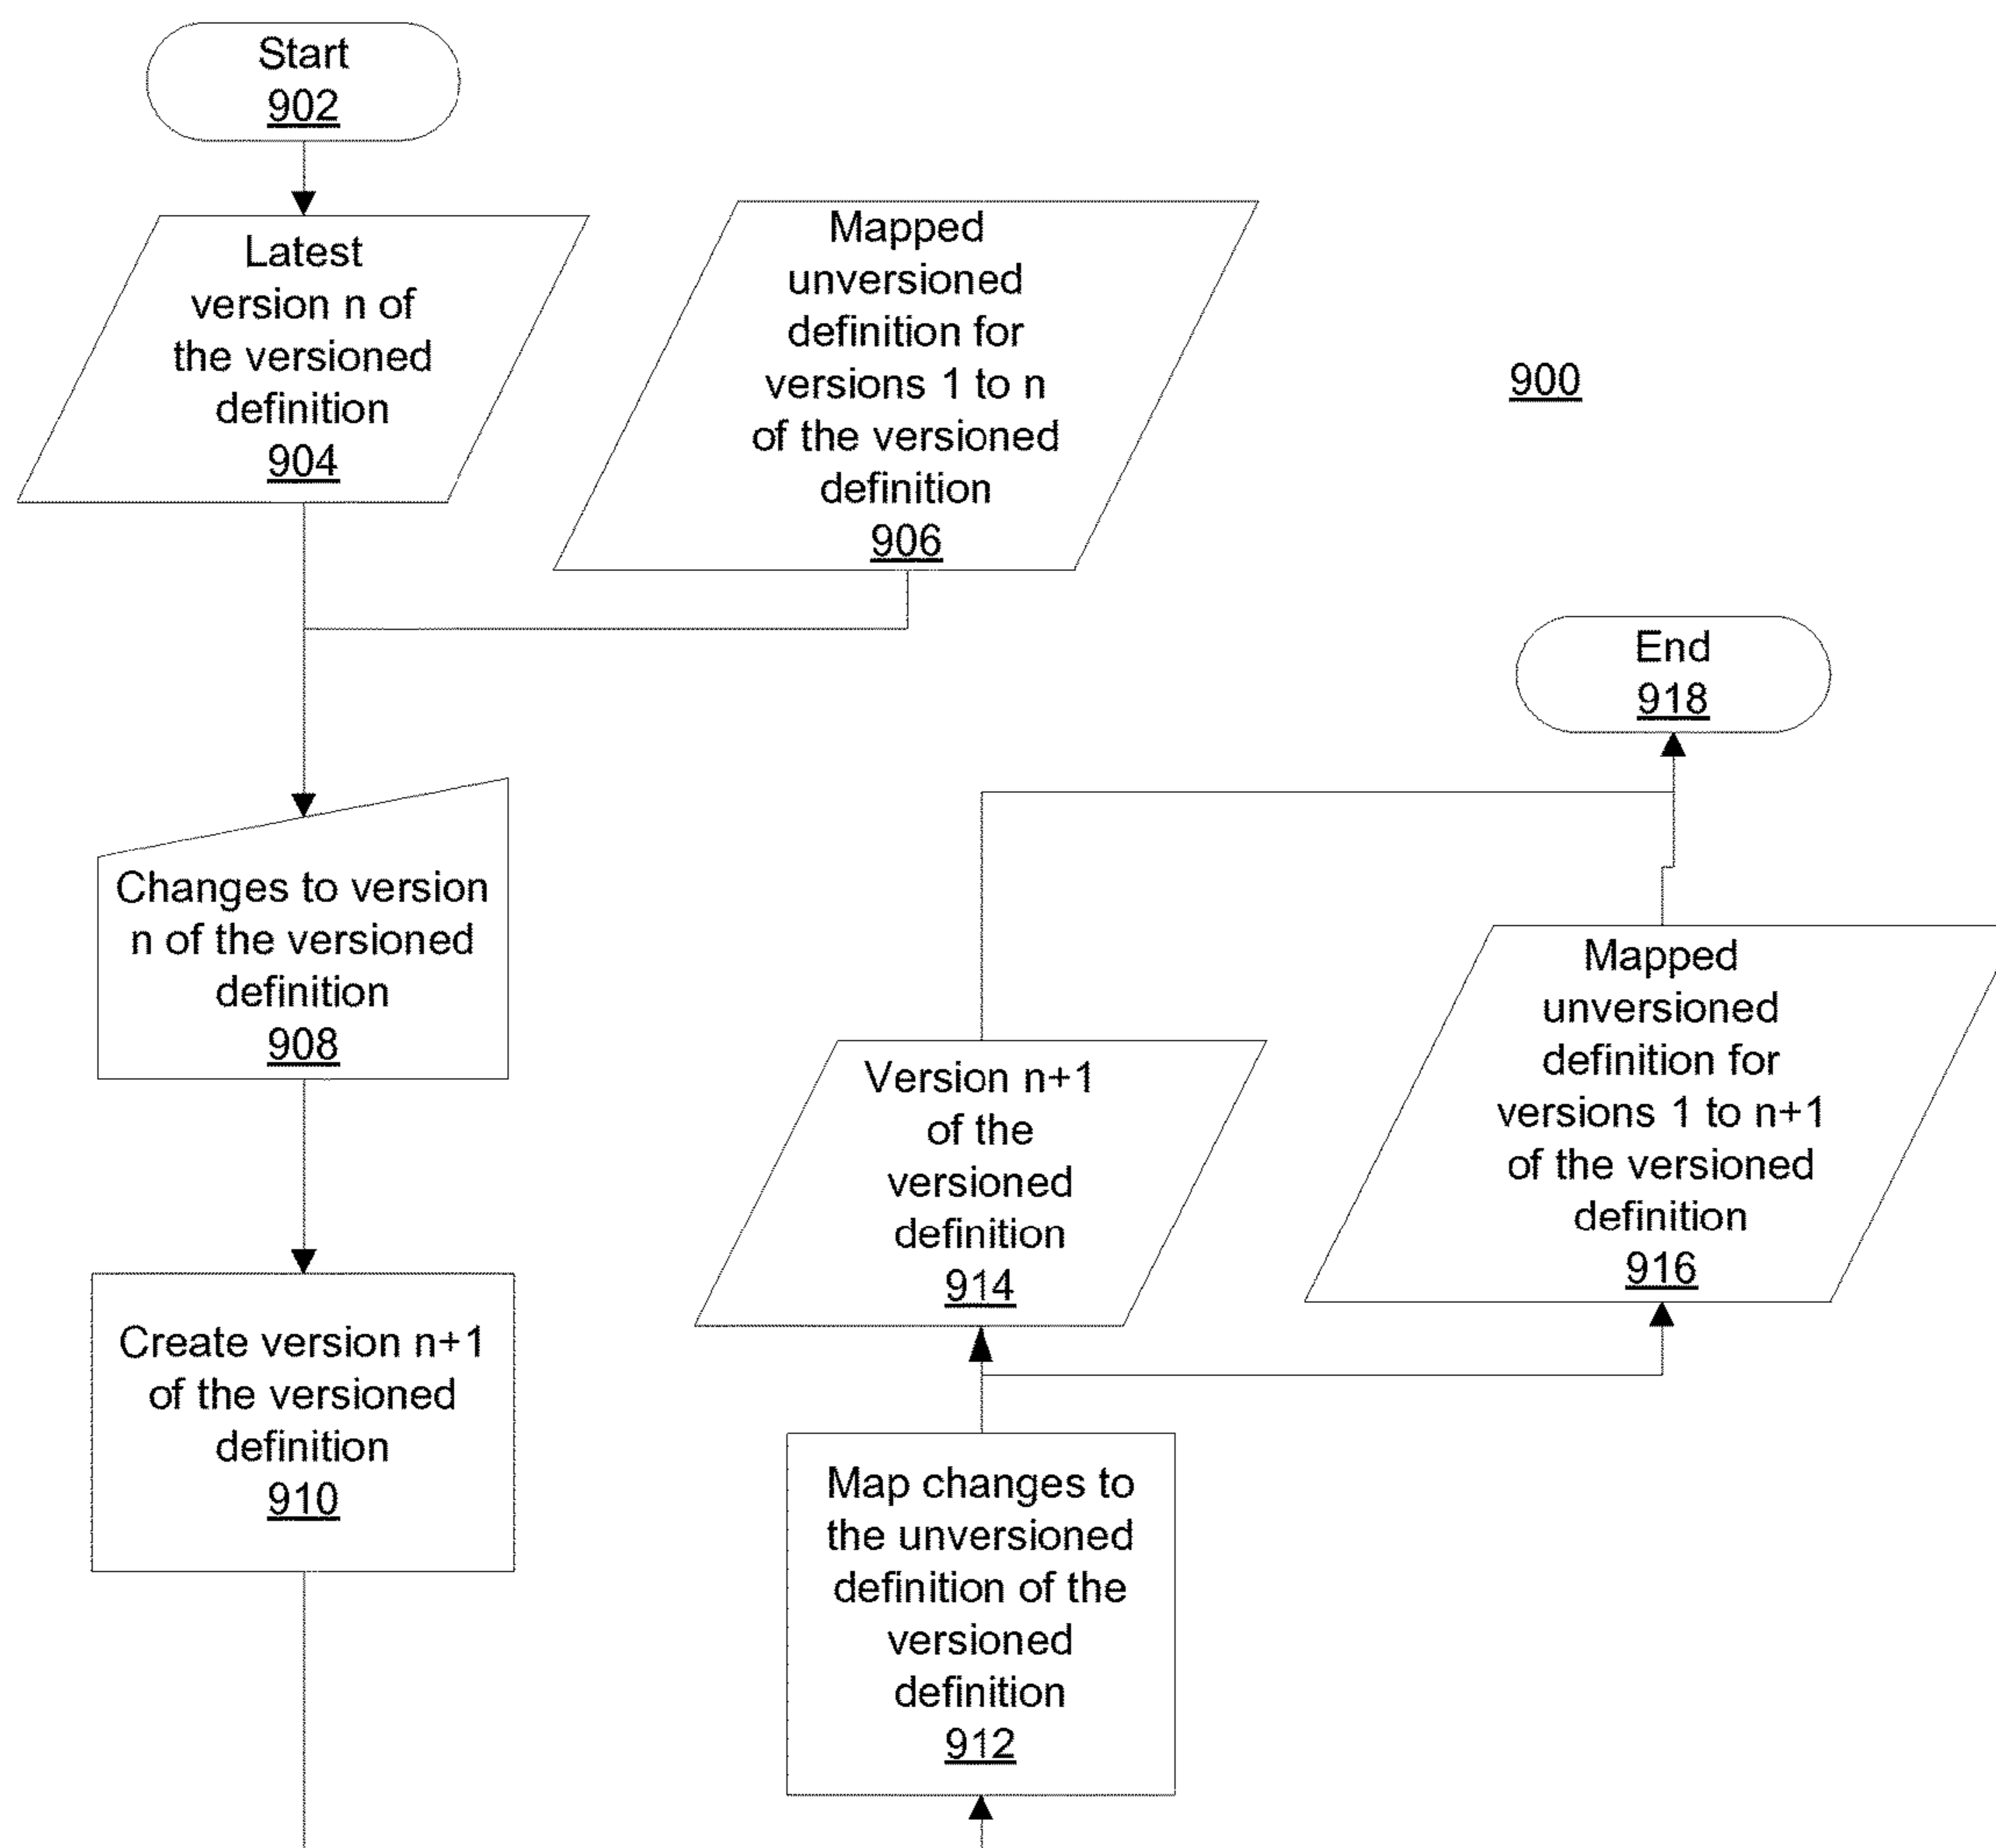 Start
902
Latest
version n of
the versioned
definition
904
Mapped
unversioned
definition for
versions 1 to n
of the versioned
definition
906
900
End
918
Changes to version
n of the versioned
definition
908
Mapped
unversioned
definition for
versions 1 to n+1
of the versioned
definition
916
Version n+1
of the
versioned
definition
914
Create version n+1
of the versioned
definition
910
Map changes to
the unversioned
definition of the
versioned
definition
912